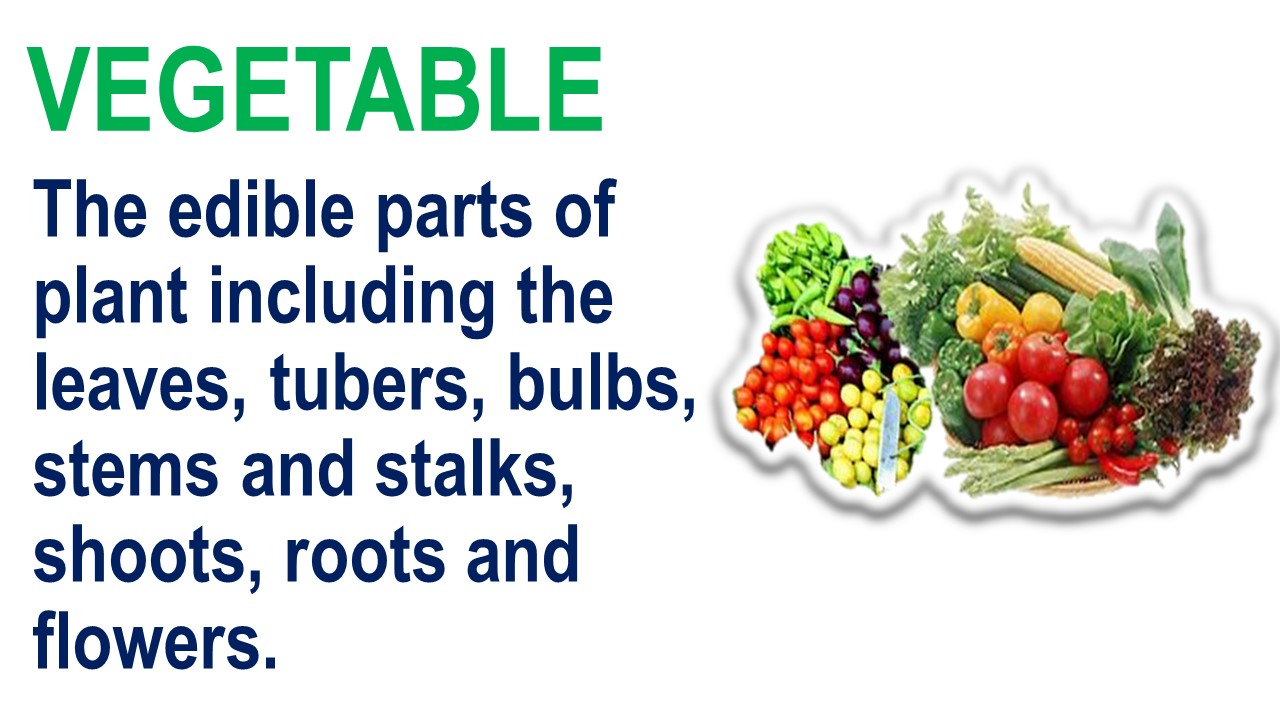 VEGETABLE
The edible parts of
plant including the
leaves, tubers, bulbs,
stems and stalks,
shoots, roots and
flowers.